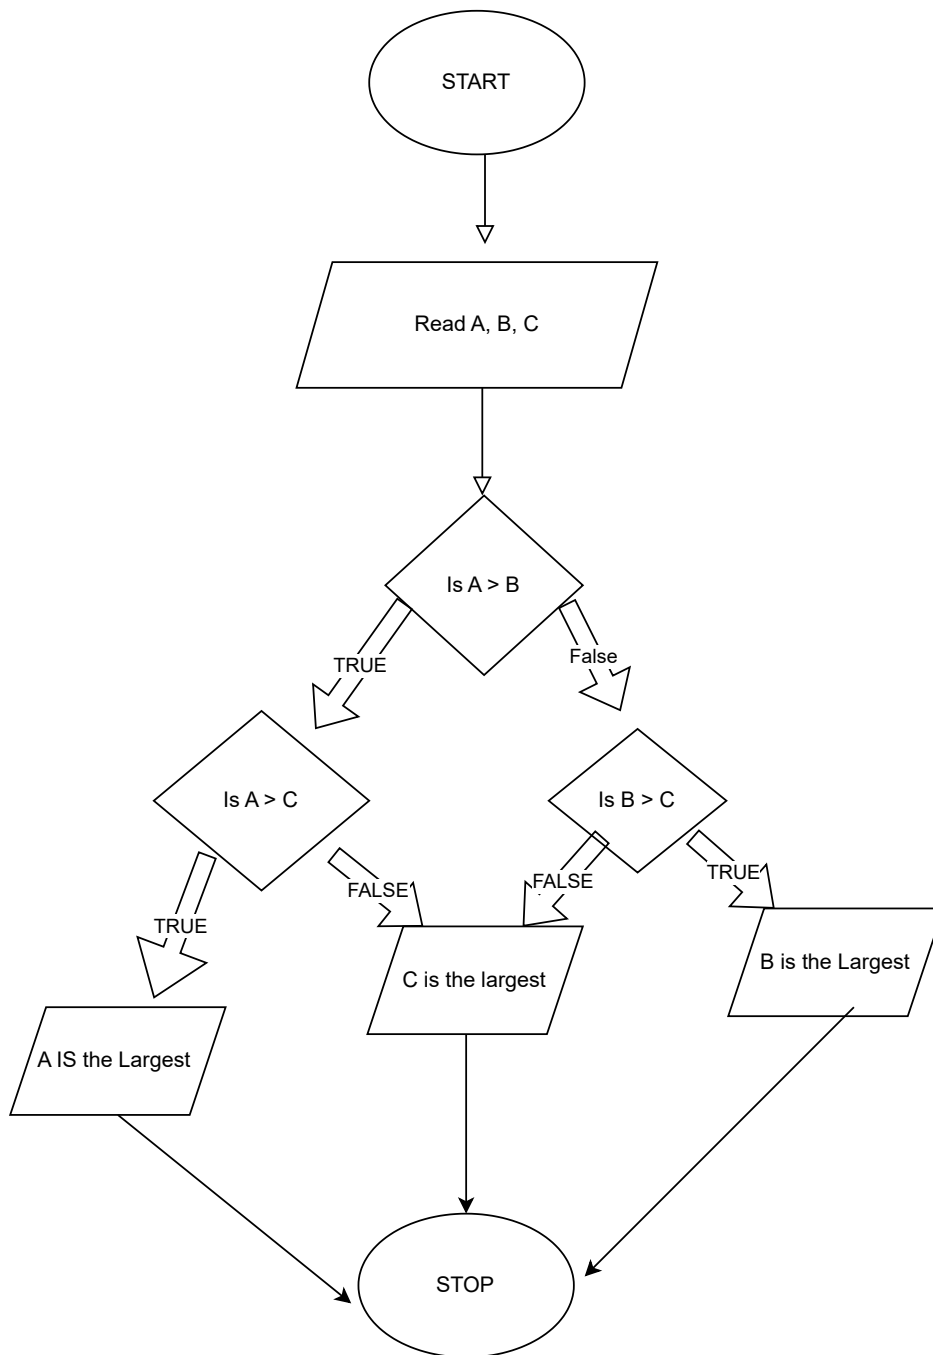 START
Read A, B, C
Is A > B
TRUE
False
Is A > C
Is B > C
TRUE
FALSE
FALSE
TRUE
A IS the Largest
C is the largest
B is the Largest
STOP